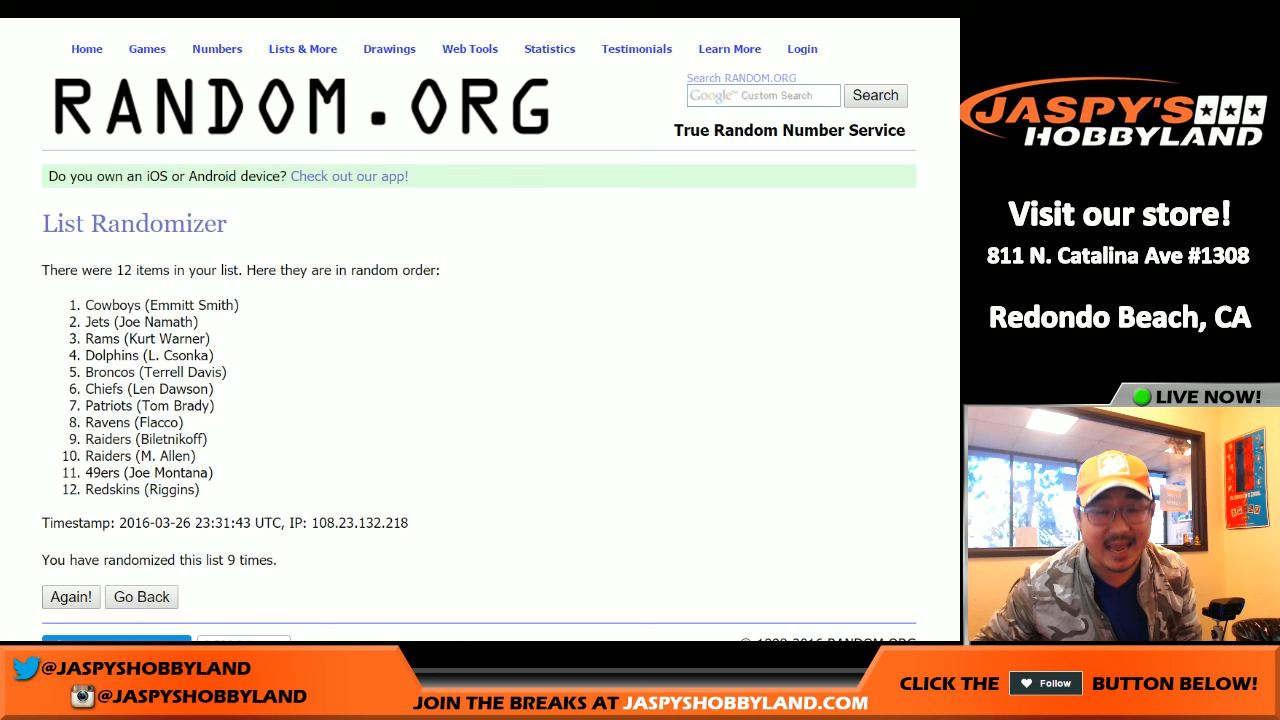 Home Games Numbers Lists & More Drawings Web Tools Statistics Testimonials Learn More Login
RANDOM.ORG
Search RANDOM.ORG
Google™ Custom Search Search
True Random Number Service
Do you own an iOS or Android device? Check out our app!
List Randomizer
There were 12 items in your list. Here they are in random order:
1. Cowboys (Emmitt Smith)
2. Jets (Joe Namath)
3. Rams (Kurt Warner)
4. Dolphins (L. Csonka)
5. Broncos (Terrell Davis)
6. Chiefs (Len Dawson)
7. Patriots (Tom Brady)
8. Ravens (Flacco)
9. Raiders (Biletnikoff)
10. Raiders (M. Allen)
11. 49ers (Joe Montana)
12. Redskins (Riggins)
Timestamp: 2016-03-26 23:31:43 UTC, IP: 108.23.132.218
You have randomized this list 9 times.
Again! Go Back
JASPY'S
HOBBYLAND
Visit our store!
811 N. Catalina Ave #1308
Redondo Beach, CA
LIVE NOW!
@JASPYSHOBBYLAND
@JASPYSHOBBYLAND
JOIN THE BREAKS AT JASPYSHOBBYLAND.COM
CLICK THE Follow BUTTON BELOW!